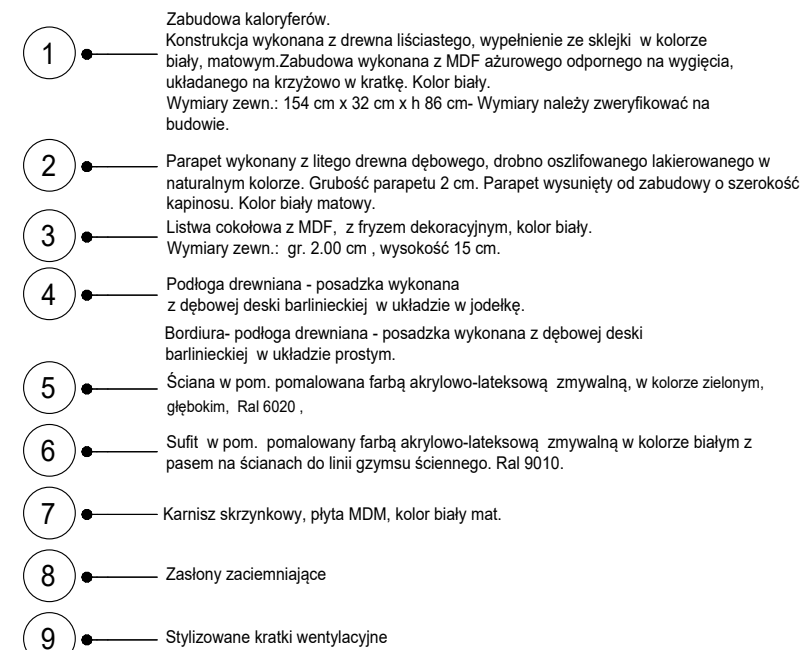 Zabudowa kaloryferów.
1 Konstrukcja wykonana z drewna liściastego, wypełnienie ze sklejki w kolorze
biały, matowym.Zabudowa wykonana z MDF ażurowego odpornego na wygięcia,
układanego na krzyżowo w kratkę. Kolor biały.
Wymiary zewn.: 154 cm x 32 cm x h 86 cm- Wymiary należy zweryfikować na
budowie.
2 Parapet wykonany z litego drewna dębowego, drobno oszlifowanego lakierowanego w
naturalnym kolorze. Grubość parapetu 2 cm. Parapet wysunięty od zabudowy o szerokość
kapinosu. Kolor biały matowy.
3 Listwa cokołowa z MDF, z fryzem dekoracyjnym, kolor biały.
Wymiary zewn.: gr. 2.00 cm , wysokość 15 cm.
4 Podłoga drewniana - posadzka wykonana
z dębowej deski barlinieckiej w układzie w jodełkę.
Bordiura- podłoga drewniana - posadzka wykonana z dębowej deski
barlinieckiej w układzie prostym.
5 Ściana w pom. pomalowana farbą akrylowo-lateksową zmywalną, w kolorze zielonym,
głębokim, Ral 6020 ,
6 Sufit w pom. pomalowany farbą akrylowo-lateksową zmywalną w kolorze białym z
pasem na ścianach do linii gzymsu ściennego. Ral 9010.
7 Karnisz skrzynkowy, płyta MDM, kolor biały mat.
8 Zasłony zaciemniające
9 Stylizowane kratki wentylacyjne